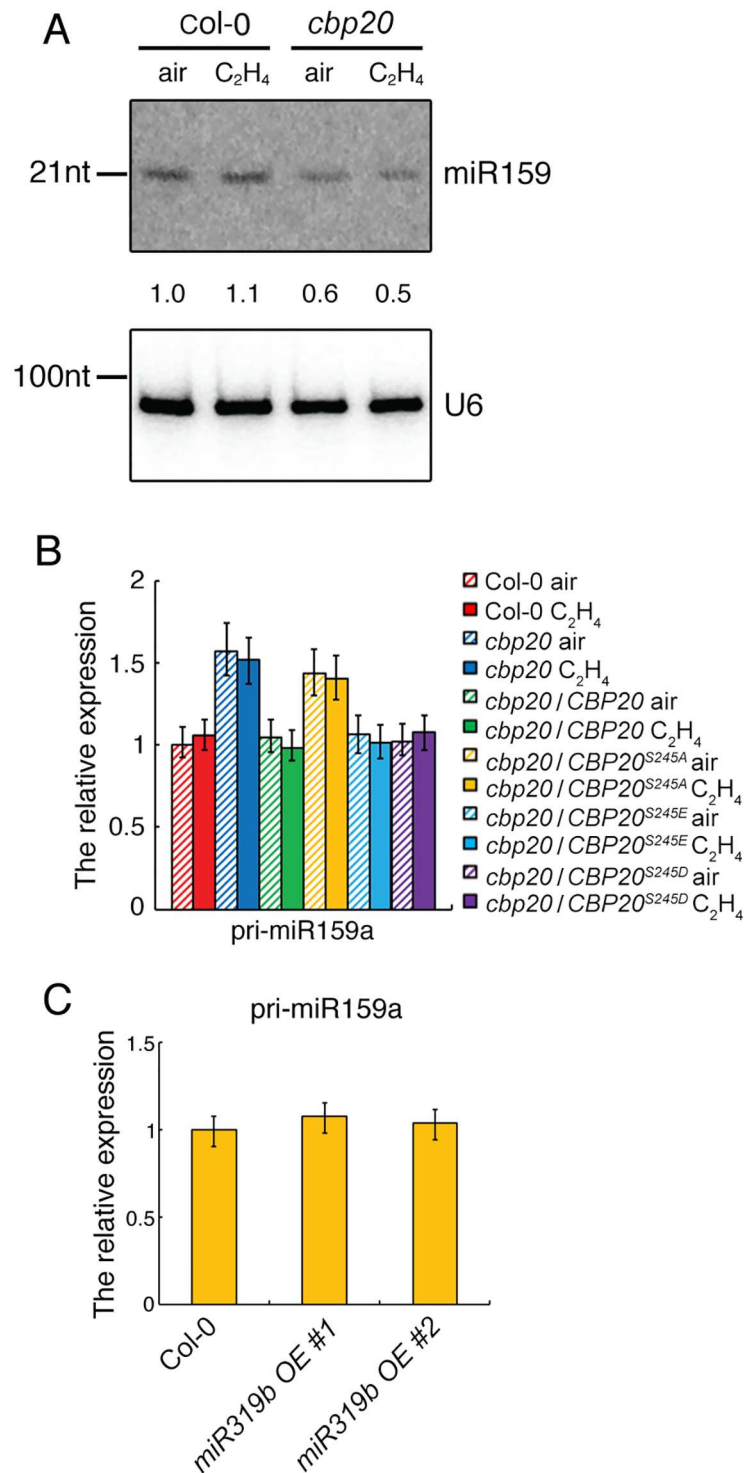 A
Col-0 cbp20
air C₂H₄ air C₂H₄
21nt miR159
1.0 1.1 0.6 0.5
100nt U6
B
The relative expression
2
1.5
1
0.5
0
pri-miR159a
Col-0 air
Col-0 C₂H₄
cbp20 air
cbp20 C₂H₄
cbp20/CBP20 air
cbp20/CBP20 C₂H₄
cbp20/CBP20ˢ²⁴⁵ᴬ air
cbp20/CBP20ˢ²⁴⁵ᴬ C₂H₄
cbp20/CBP20ˢ²⁴⁵ᴱ air
cbp20/CBP20ˢ²⁴⁵ᴱ C₂H₄
cbp20/CBP20ˢ²⁴⁵ᴰ air
cbp20/CBP20ˢ²⁴⁵ᴰ C₂H₄
C
pri-miR159a
The relative expression
1.5
1
0.5
0
Col-0
miR319b OE #1
miR319b OE #2